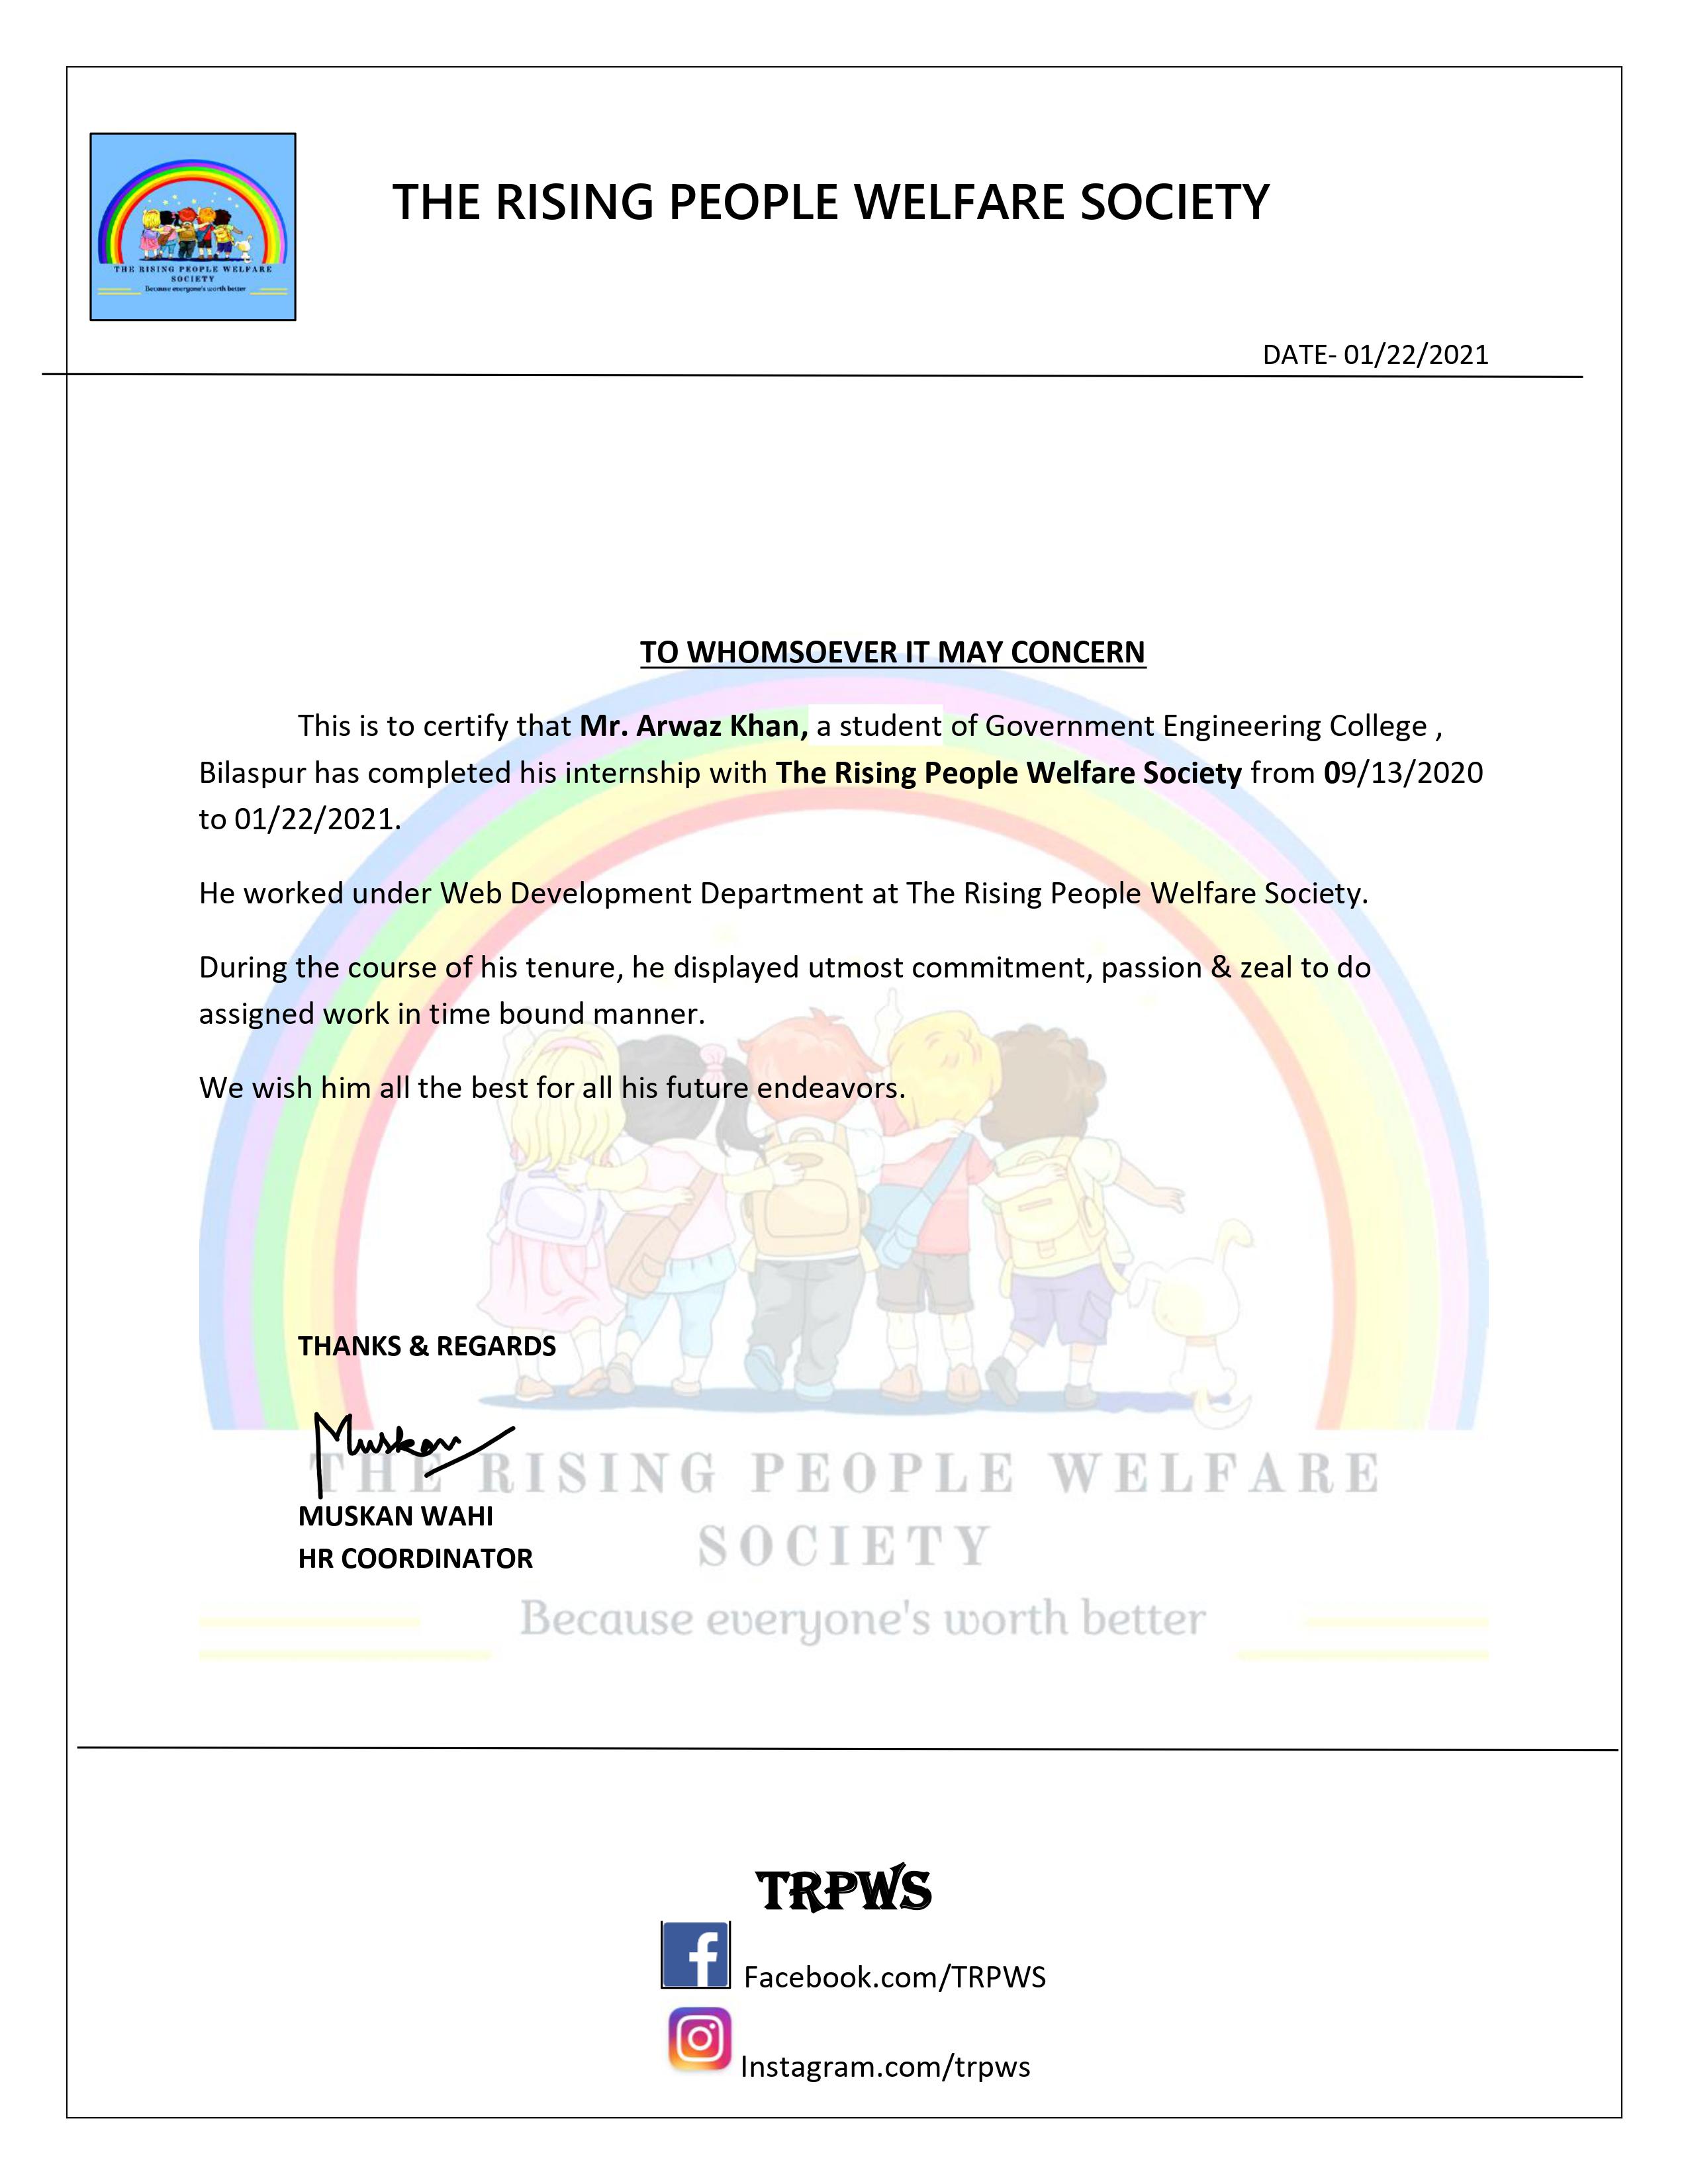 THE RISING PEOPLE WELFARE
SOCIETY
Because everyone's worth better
THE RISING PEOPLE WELFARE SOCIETY
DATE- 01/22/2021
TO WHOMSOEVER IT MAY CONCERN
This is to certify that Mr. Arwaz Khan, a student of Government Engineering College ,
Bilaspur has completed his internship with The Rising People Welfare Society from 09/13/2020
to 01/22/2021.
He worked under Web Development Department at The Rising People Welfare Society.
During the course of his tenure, he displayed utmost commitment, passion & zeal to do
assigned work in time bound manner.
We wish him all the best for all his future endeavors.
THANKS & REGARDS
Muskan
THE RISING PEOPLE WELFARE
MUSKAN WAHI
SOCIETY
HR COORDINATOR
Because everyone's worth better
TRPWS
Facebook.com/TRPWS
Instagram.com/trpws